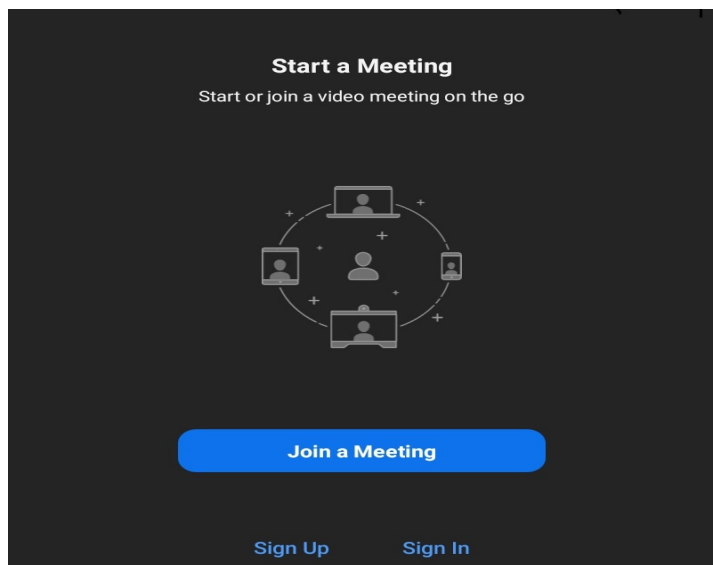 Start a Meeting
Start or join a video meeting on the go
Join a Meeting
Sign Up Sign In